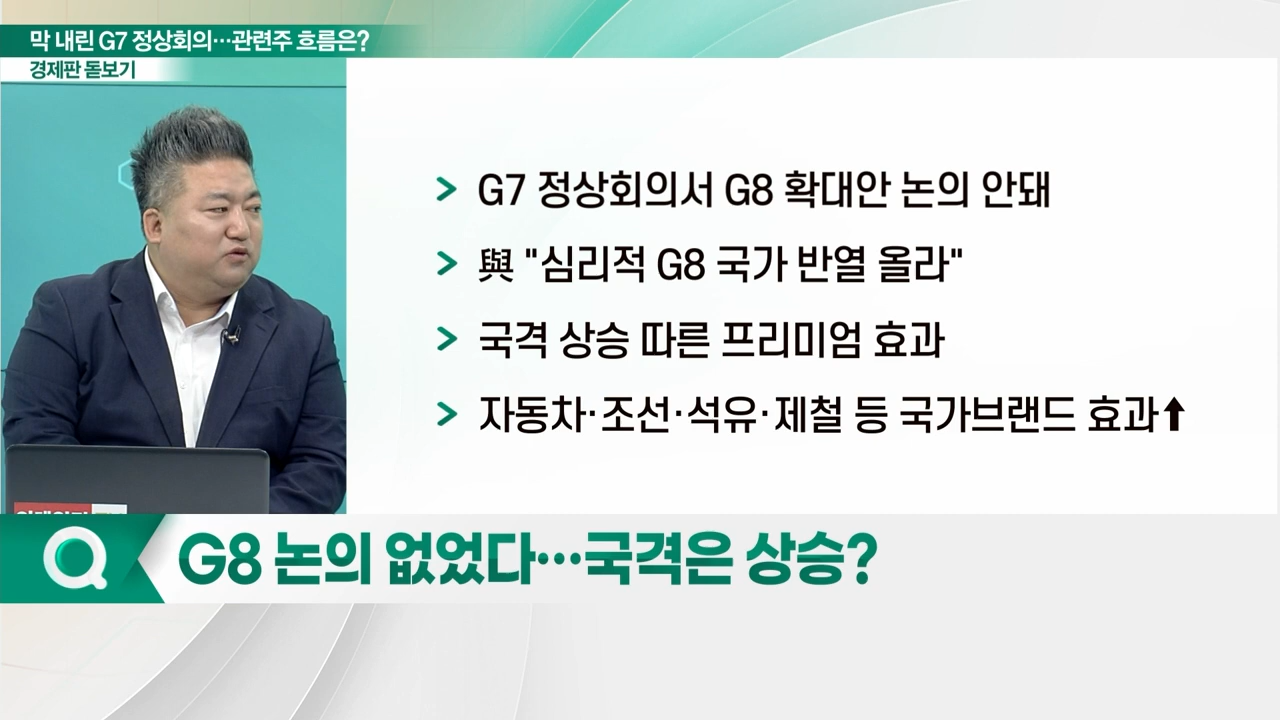 막 내린 G7 정상회의…관련주 흐름은?
경제판 돋보기
> G7 정상회의서 G8 확대안 논의 안돼
> 與 "심리적 G8 국가 반열 올라"
> 국격 상승 따른 프리미엄 효과
> 자동차·조선·석유·제철 등 국가브랜드 효과⬆
G8 논의 없었다…국격은 상승?